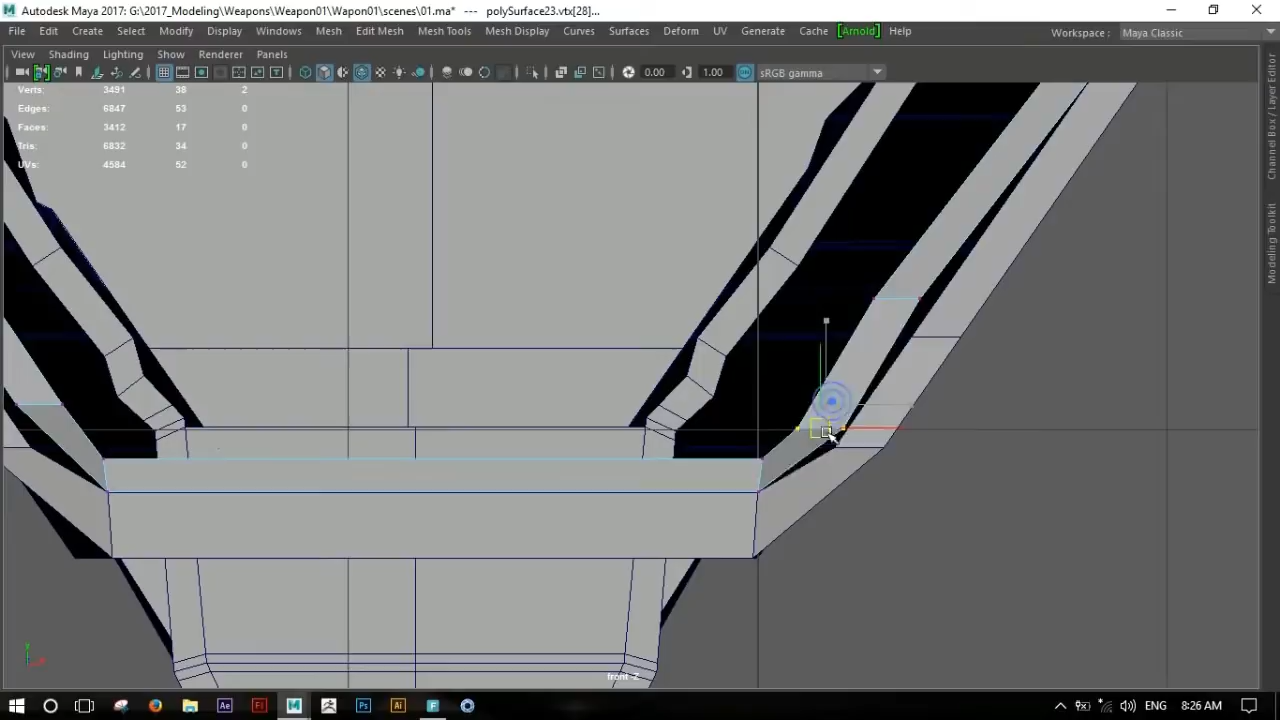 Autodesk Maya 2017: G:\2017_Modeling\Weapons\Weapon01\Wapon01\scenes\01.ma* --- polySurface23.vtx[28]...
File Edit Create Select Modify Display Windows Mesh Edit Mesh Mesh Tools Mesh Display Curves Surfaces Deform UV Generate Cache [Arnold] Help Workspace : Maya Classic
View Shading Lighting Show Renderer Panels
0.00 1.00 sRGB gamma
Verts: 3491 38 2
Edges: 6847 53 0
Faces: 3412 17 0
Tris: 6832 34 0
UVs: 4584 52 0
Channel Box / Layer Editor
Modeling Toolkit
front -Z
Ae Fl M Ps Ai F ENG 8:26 AM